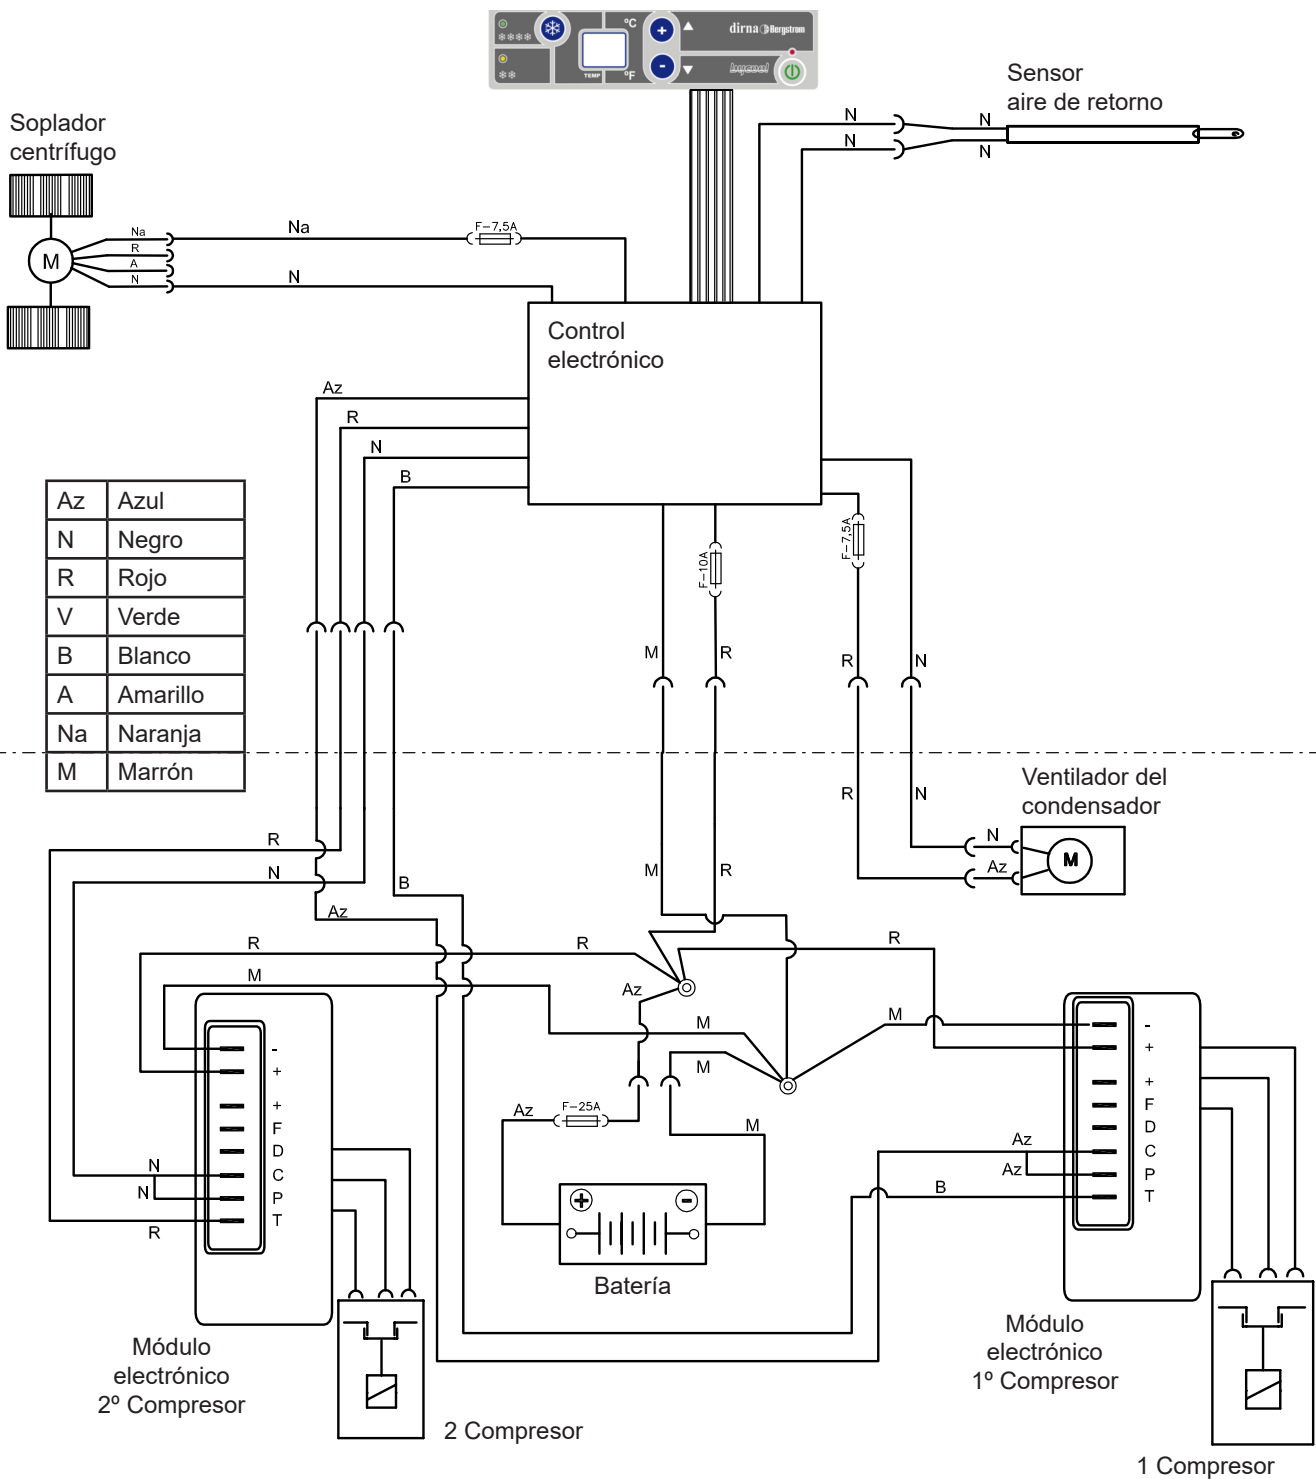 °C
°F
TEMP
+
-
dirna Bergstrom
bycool
Sensor
aire de retorno
N
N
N
N
Soplador
centrífugo
M
Na
R
A
N
Na
F-7,5A
N
Control
electrónico
Az
R
N
B
Az Azul
N Negro
R Rojo
V Verde
B Blanco
A Amarillo
Na Naranja
M Marrón
F-10A
F-7,5A
M
R
R
N
Ventilador del
condensador
R
N
N
Az
M
R
N
B
Az
M
R
R
R
R
M
Az
M
M
M
-
+
+
F
D
C
P
T
N
N
R
Az
F-25A
M
+
-
Batería
-
+
+
F
D
C
P
T
Az
Az
B
Módulo
electrónico
2º Compresor
2 Compresor
Módulo
electrónico
1º Compresor
1 Compresor